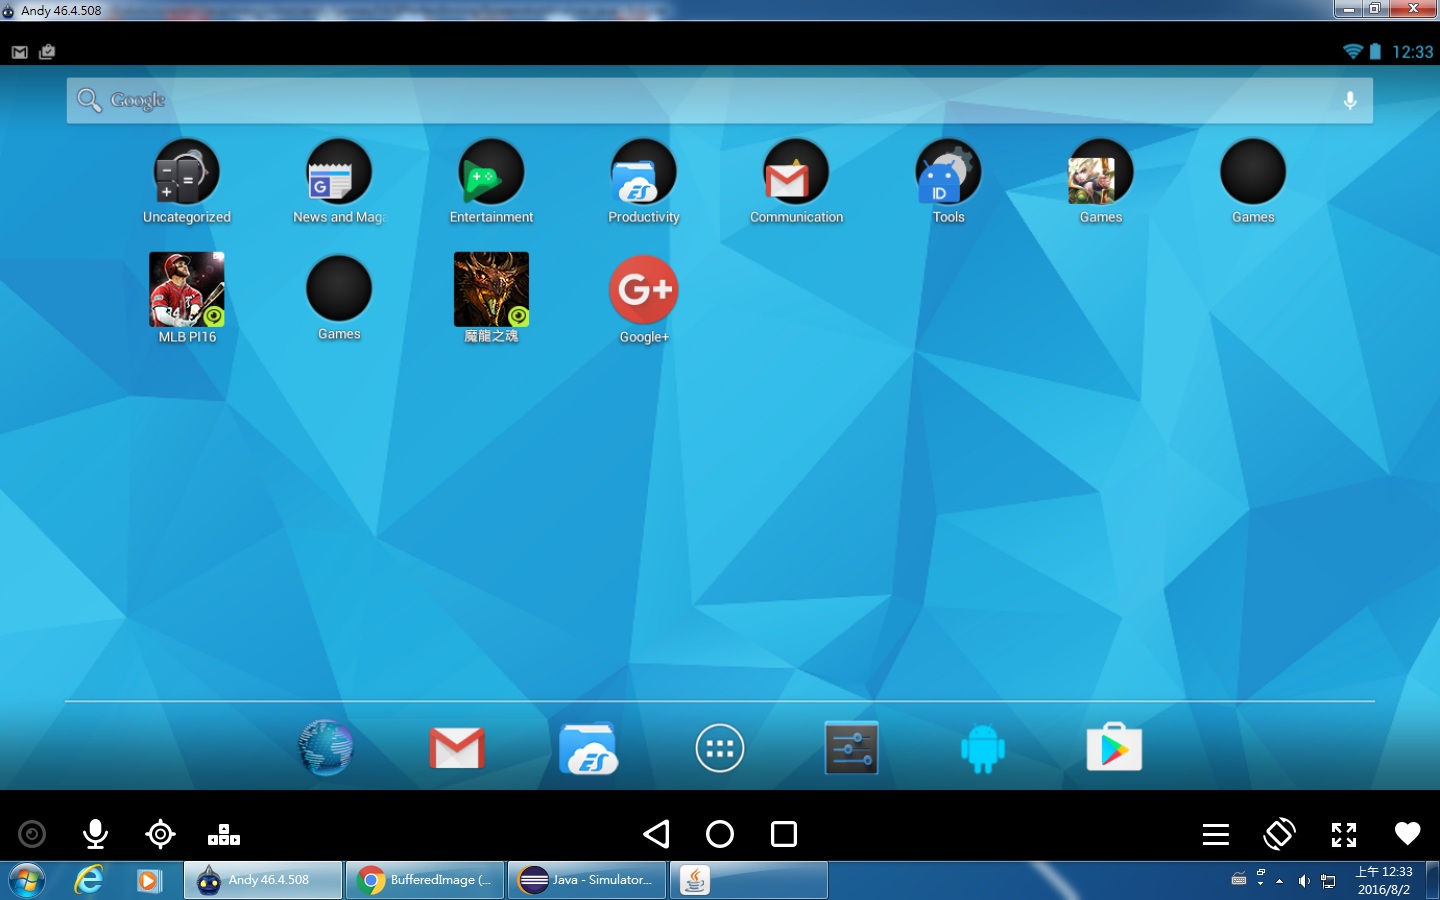 Andy 46.4.508
12:33
Google
Uncategorized
News and Maga
Entertainment
Productivity
Communication
Tools
Games
Games
MLB PI16
Games
魔龍之魂
Google+
Andy 46.4.508
BufferedImage (...
Java - Simulator...
上午 12:33
2016/8/2